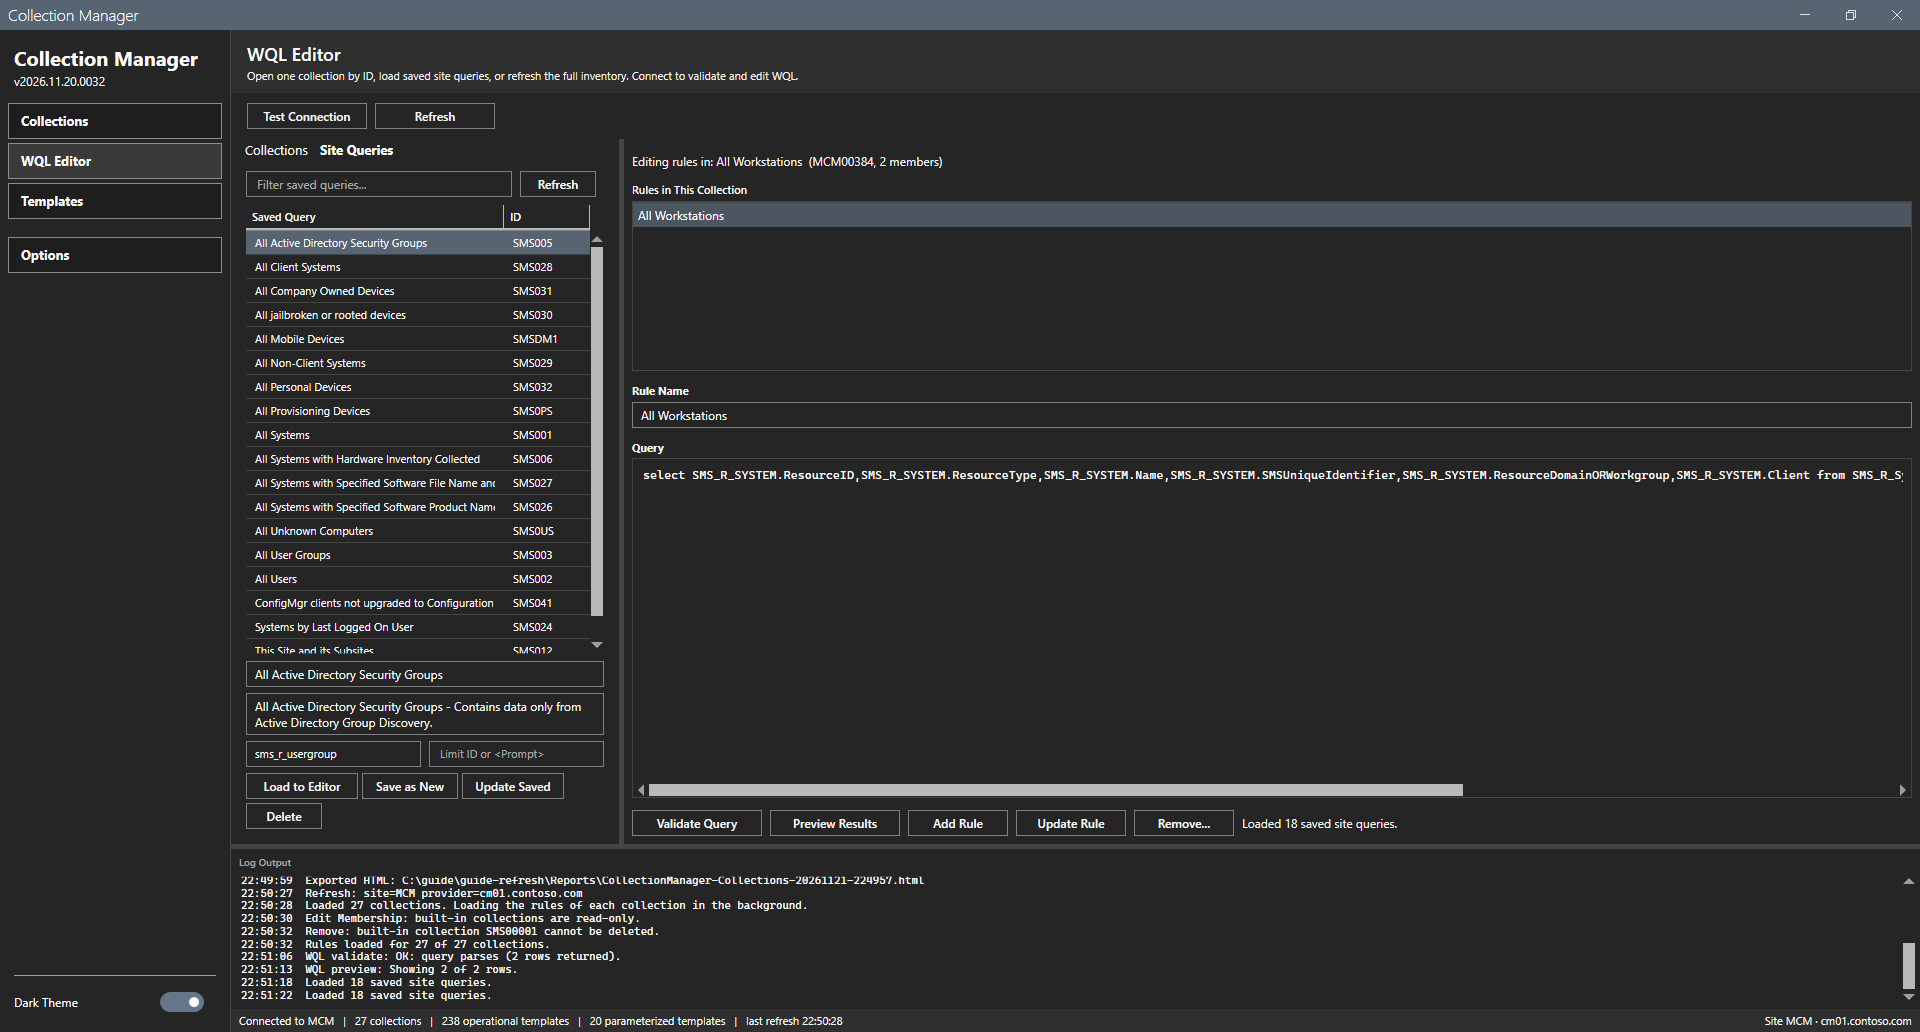 Collection Manager
Collection Manager
v2026.11.20.0032
Collections
WQL Editor
Templates
Options
Dark Theme
WQL Editor
Open one collection by ID, load saved site queries, or refresh the full inventory. Connect to validate and edit WQL.
Test Connection
Refresh
Collections Site Queries
Filter saved queries...
Refresh
Saved Query ID
All Active Directory Security Groups SMS005
All Client Systems SMS028
All Company Owned Devices SMS031
All jailbroken or rooted devices SMS030
All Mobile Devices SMSDM1
All Non-Client Systems SMS029
All Personal Devices SMS032
All Provisioning Devices SMS0PS
All Systems SMS001
All Systems with Hardware Inventory Collected SMS006
All Systems with Specified Software File Name and SMS027
All Systems with Specified Software Product Name SMS026
All Unknown Computers SMS0US
All User Groups SMS003
All Users SMS002
ConfigMgr clients not upgraded to Configuration SMS041
Systems by Last Logged On User SMS024
This Site and its Subsites SMS012
All Active Directory Security Groups
All Active Directory Security Groups - Contains data only from
Active Directory Group Discovery.
sms_r_usergroup
Limit ID or <Prompt>
Load to Editor
Save as New
Update Saved
Delete
Editing rules in: All Workstations (MCM00384, 2 members)
Rules in This Collection
All Workstations
Rule Name
All Workstations
Query
select SMS_R_SYSTEM.ResourceID,SMS_R_SYSTEM.ResourceType,SMS_R_SYSTEM.Name,SMS_R_SYSTEM.SMSUniqueIdentifier,SMS_R_SYSTEM.ResourceDomainORWorkgroup,SMS_R_SYSTEM.Client from SMS_R_S
Validate Query
Preview Results
Add Rule
Update Rule
Remove...
Loaded 18 saved site queries.
Log Output
22:49:59 Exported HTML: C:\guide\guide-refresh\Reports\CollectionManager-Collections-20261121-224957.html
22:50:27 Refresh: site=MCM provider=cm01.contoso.com
22:50:28 Loaded 27 collections. Loading the rules of each collection in the background.
22:50:30 Edit Membership: built-in collections are read-only.
22:50:32 Remove: built-in collection SMS00001 cannot be deleted.
22:50:32 Rules loaded for 27 of 27 collections.
22:51:06 WQL validate: OK: query parses (2 rows returned).
22:51:13 WQL preview: Showing 2 of 2 rows.
22:51:18 Loaded 18 saved site queries.
22:51:22 Loaded 18 saved site queries.
Connected to MCM | 27 collections | 238 operational templates | 20 parameterized templates | last refresh 22:50:28
Site MCM · cm01.contoso.com